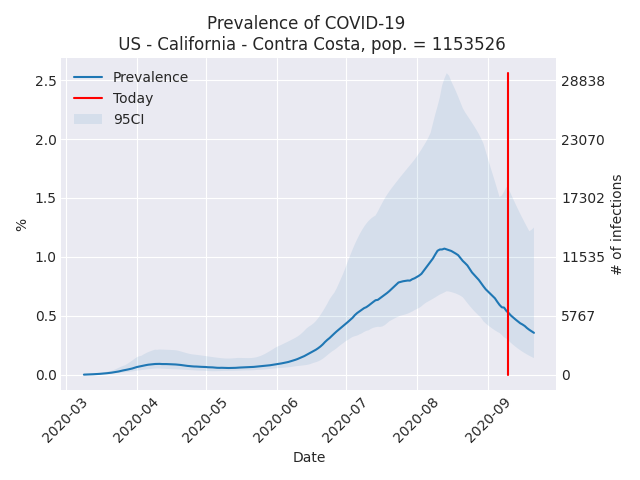 Prevalence of COVID-19
US - California - Contra Costa, pop. = 1153526
Prevalence
Today
95CI
2.5
2.0
1.5
1.0
0.5
0.0
%
28838
23070
17302
11535
5767
0
# of infections
2020-03
2020-04
2020-05
2020-06
2020-07
2020-08
2020-09
Date